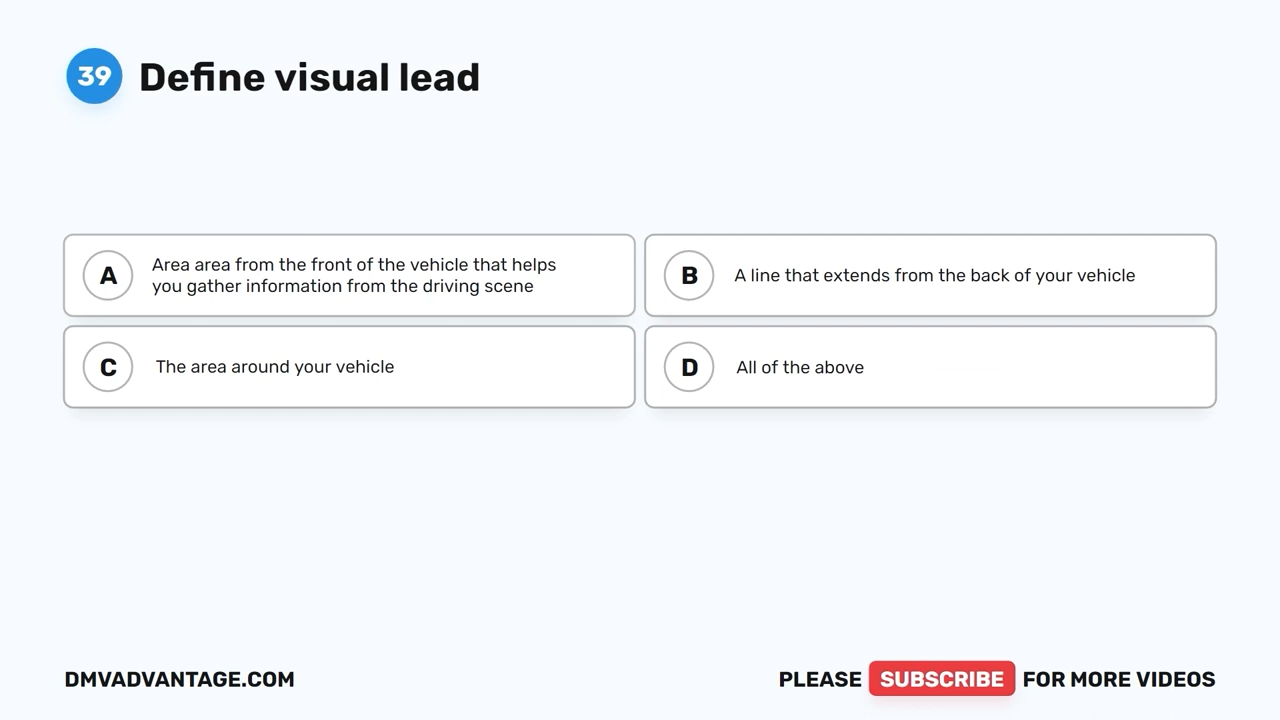 39 Define visual lead
A Area area from the front of the vehicle that helps
you gather information from the driving scene
B A line that extends from the back of your vehicle
C The area around your vehicle
D All of the above
DMVADVANTAGE.COM
PLEASE SUBSCRIBE FOR MORE VIDEOS